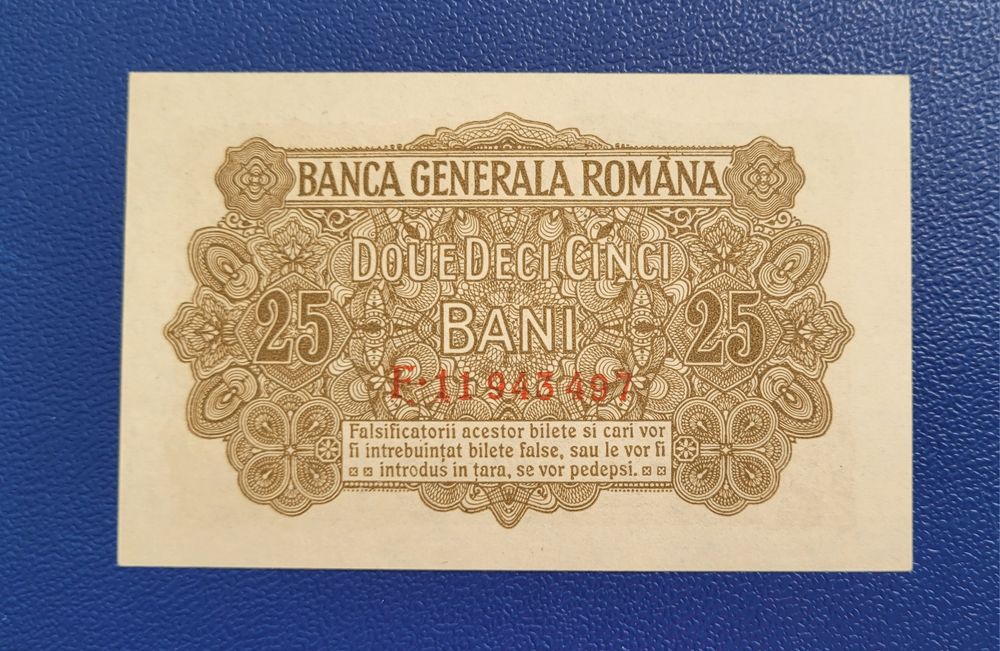 BANCA GENERALA ROMÂNA
DOUE DECI CINCI
25 BANI 25
F. 11943497
Falsificatorii acestor bilete si cari vor
fi intrebuințat bilete false, sau le vor fi
introdus in țara, se vor pedepsi.